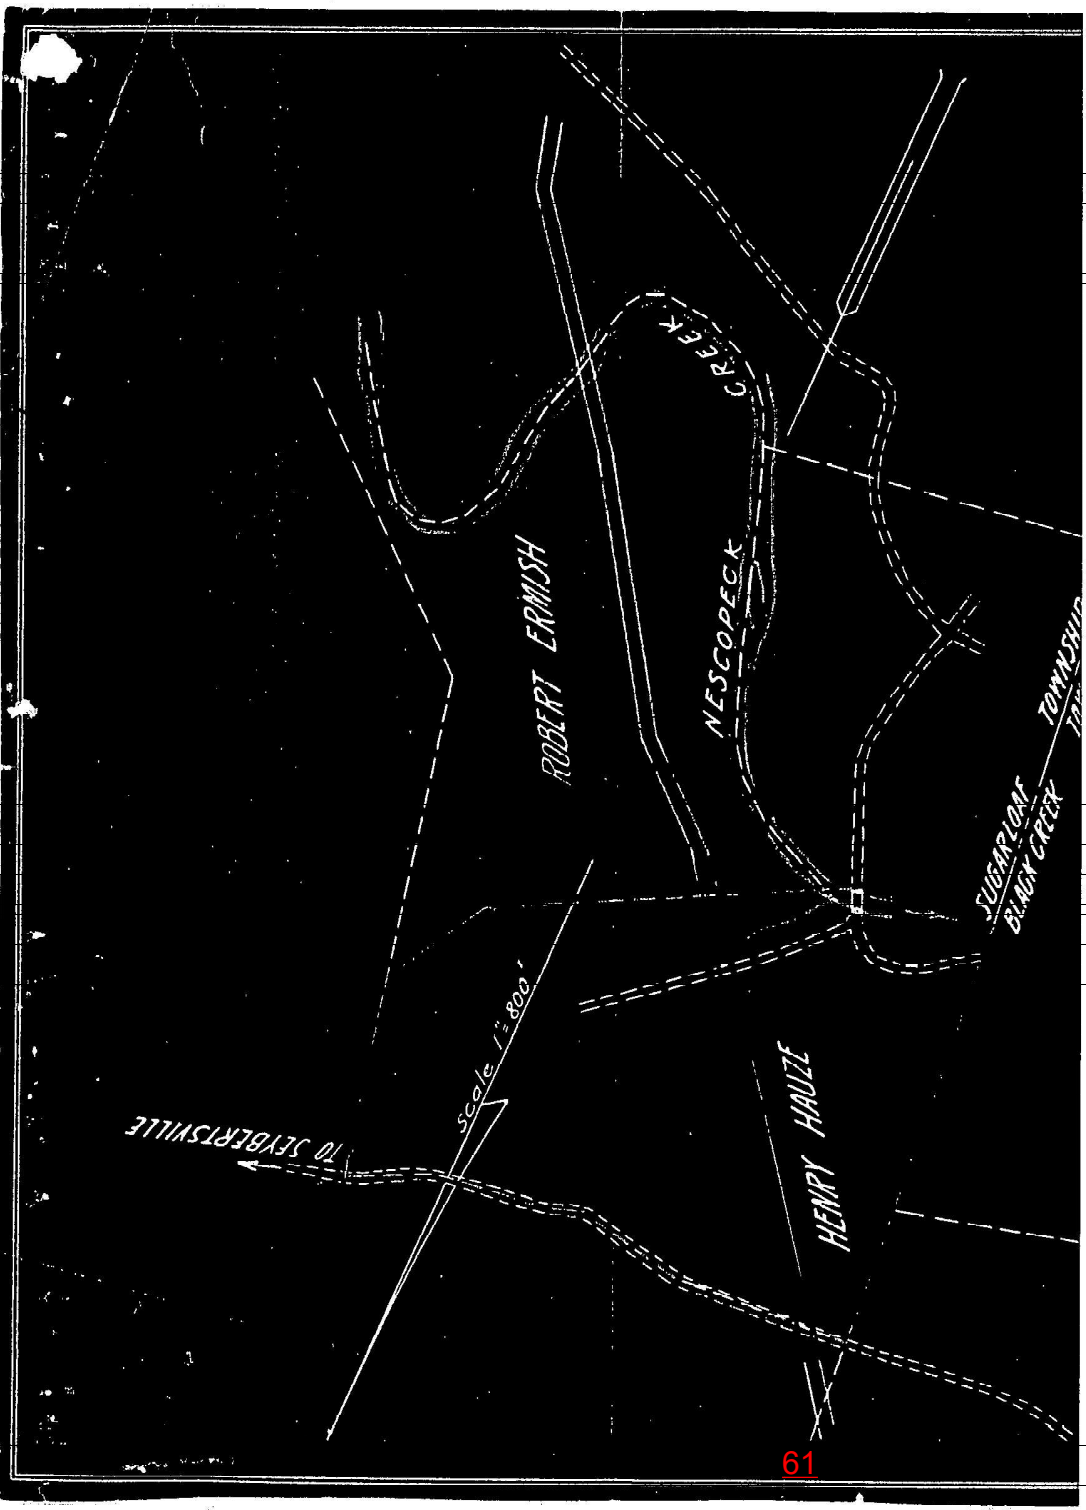 NESCOPECK CREEK
ROBERT ERMISH
SUGARLOAF TOWNSHIP
BLACK CREEK
Scale 1"=800'
TO SEYBERTSVILLE
HENRY HAUZE
61